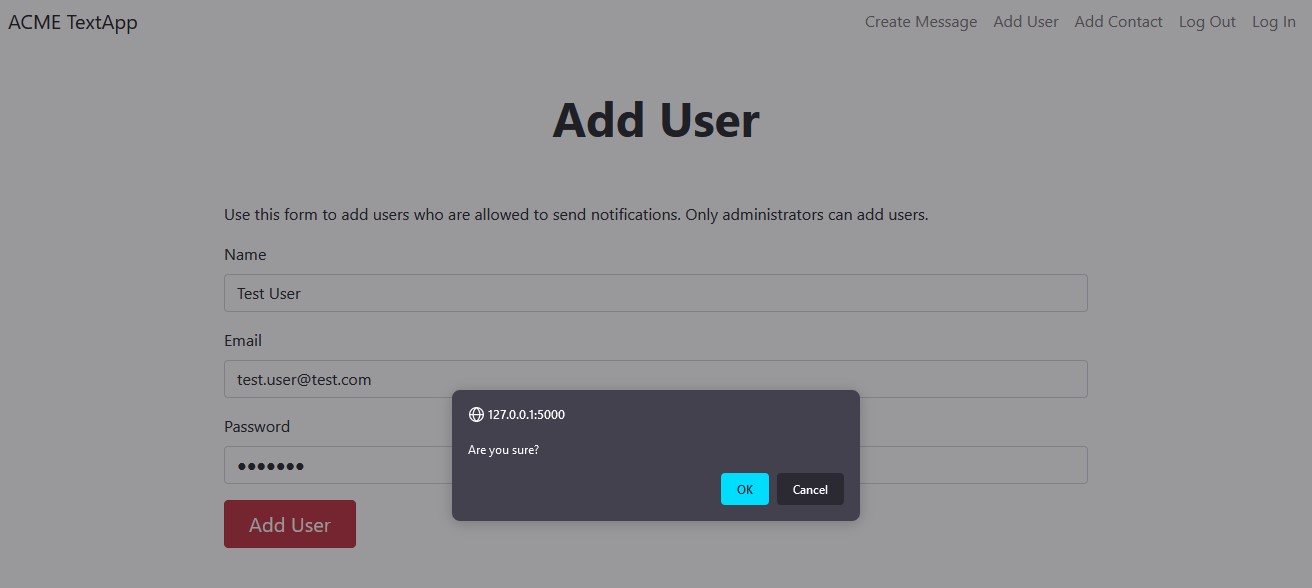 ACME TextApp
Create Message Add User Add Contact Log Out Log In
Add User
Use this form to add users who are allowed to send notifications. Only administrators can add users.
Name
Test User
Email
test.user@test.com
Password
•••••••
Add User
127.0.0.1:5000
Are you sure?
OK Cancel